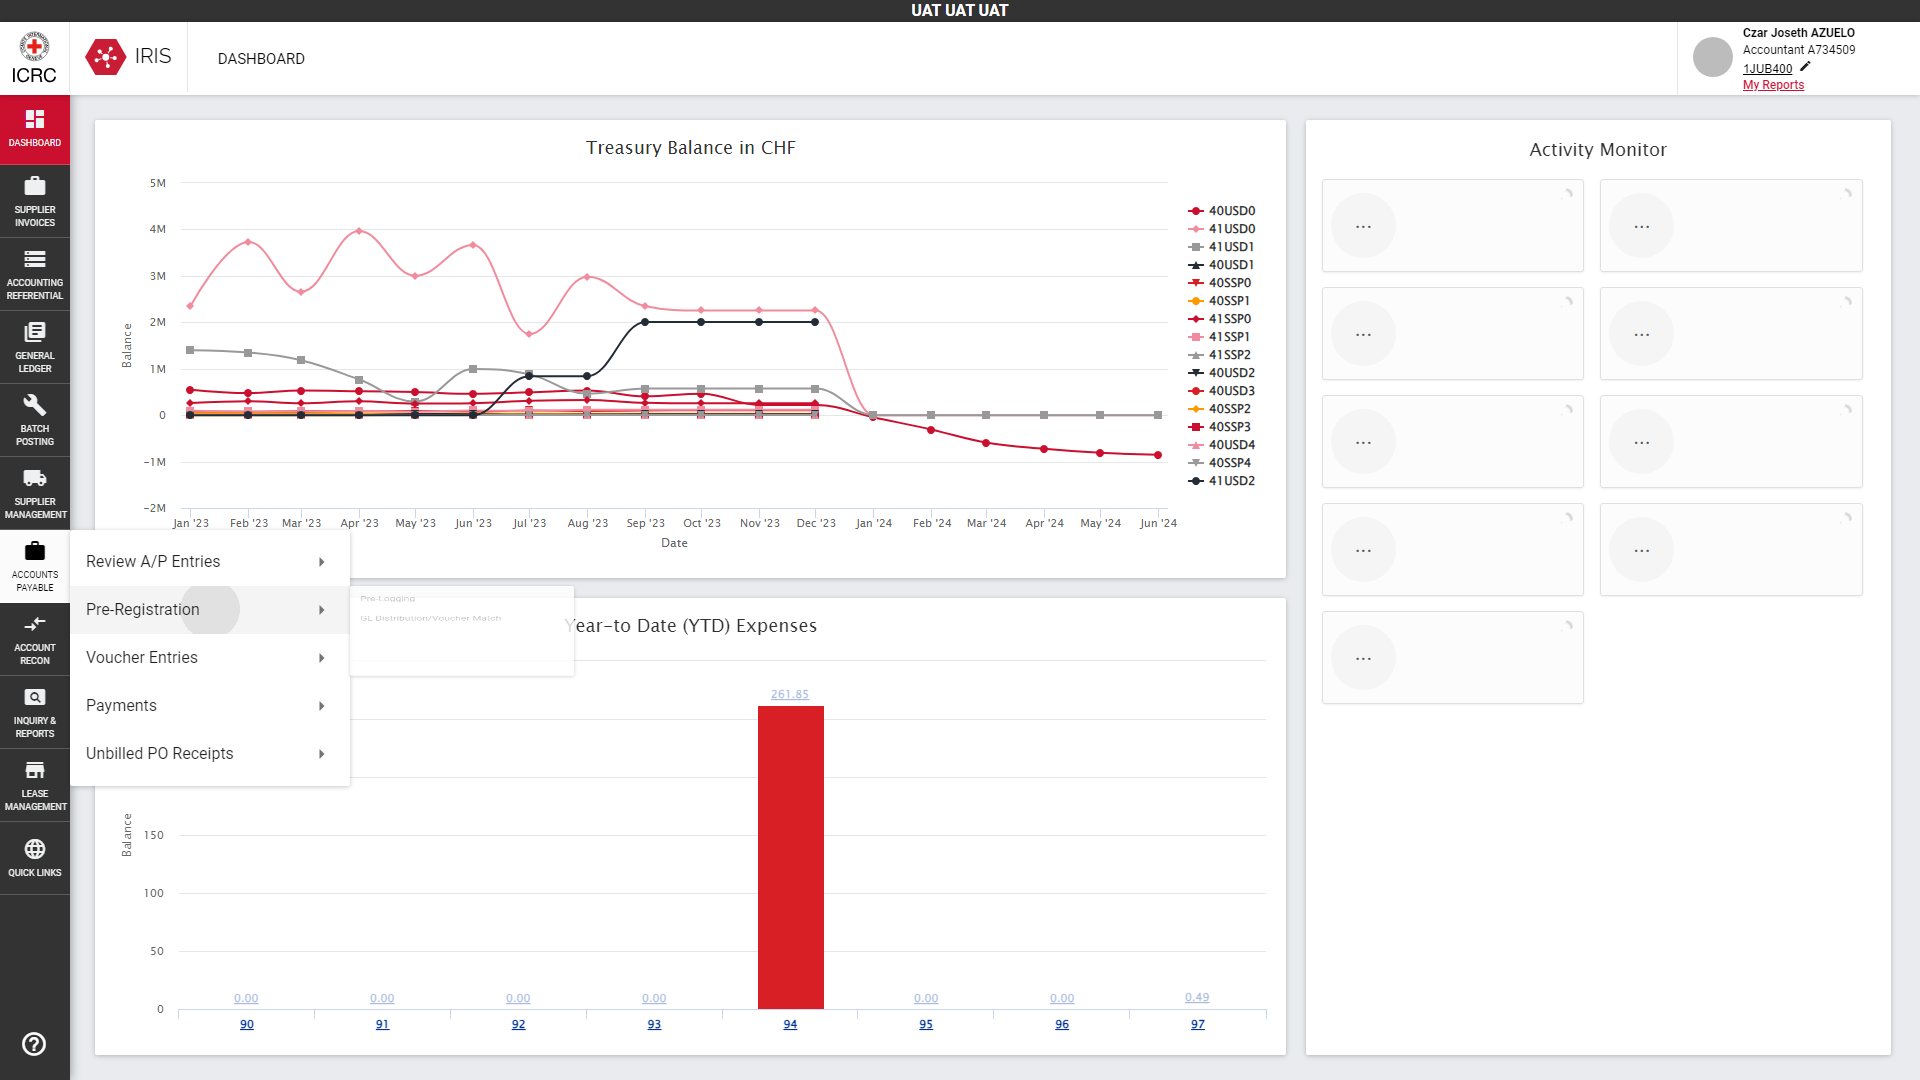 UAT UAT UAT
ICRC
IRIS
DASHBOARD
Czar Joseth AZUELO
Accountant A734509
1JUB400
My Reports
DASHBOARD
SUPPLIER
INVOICES
ACCOUNTING
REFERENTIAL
GENERAL
LEDGER
BATCH
POSTING
SUPPLIER
MANAGEMENT
ACCOUNTS
PAYABLE
ACCOUNT
RECON
INQUIRY &
REPORTS
LEASE
MANAGEMENT
QUICK LINKS
Review A/P Entries
Pre-Registration
Voucher Entries
Payments
Unbilled PO Receipts
Pre-Logging
GL Distribution/Voucher Match
Treasury Balance in CHF
Balance
5M
4M
3M
2M
1M
0
-1M
-2M
Jan '23 Feb '23 Mar '23 Apr '23 May '23 Jun '23 Jul '23 Aug '23 Sep '23 Oct '23 Nov '23 Dec '23 Jan '24 Feb '24 Mar '24 Apr '24 May '24 Jun '24
Date
40USD0
41USD0
41USD1
40USD1
40SSP0
40SSP1
41SSP0
41SSP1
41SSP2
40USD2
40USD3
40SSP2
40SSP3
40USD4
40SSP4
41USD2
Year-to Date (YTD) Expenses
Balance
150
100
50
0
0.00 0.00 0.00 0.00 261.85 0.00 0.00 0.49
90 91 92 93 94 95 96 97
Activity Monitor
...
...
...
...
...
...
...
...
...